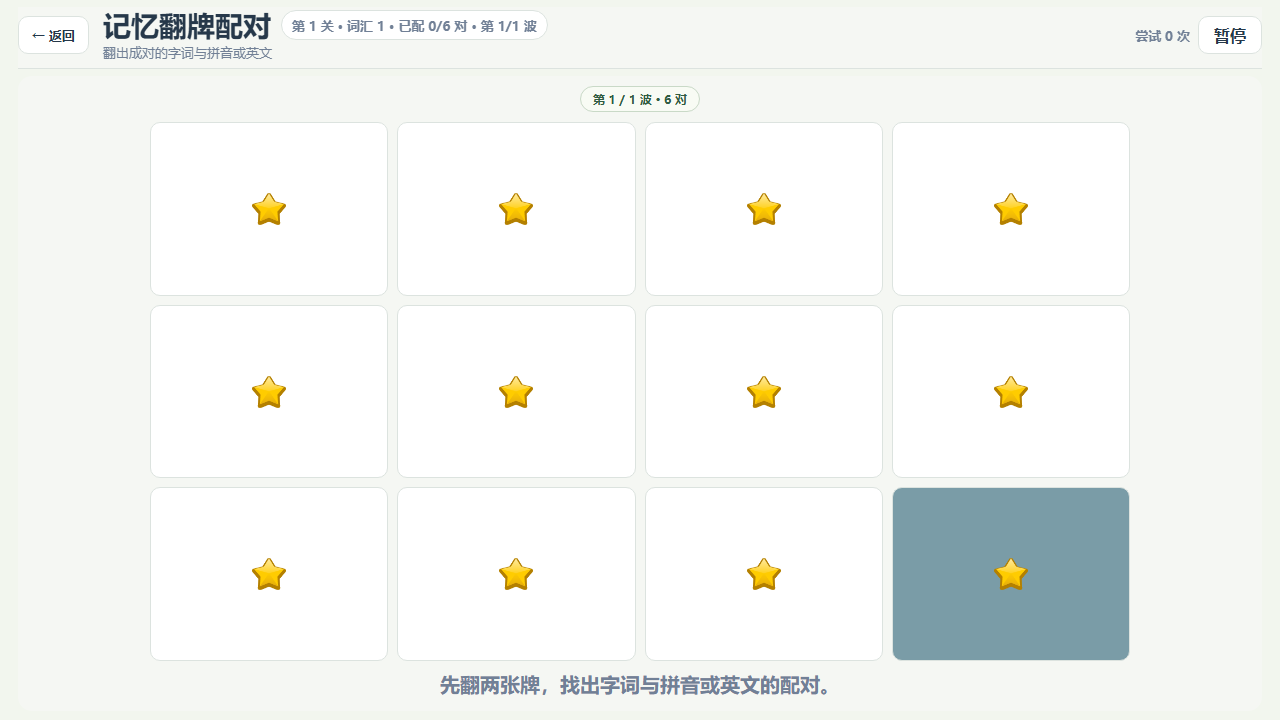 ← 返回
记忆翻牌配对
第 1 关 • 词汇 1 • 已配 0/6 对 • 第 1/1 波
翻出成对的字词与拼音或英文
尝试 0 次
暂停
第 1 / 1 波 • 6 对
先翻两张牌，找出字词与拼音或英文的配对。